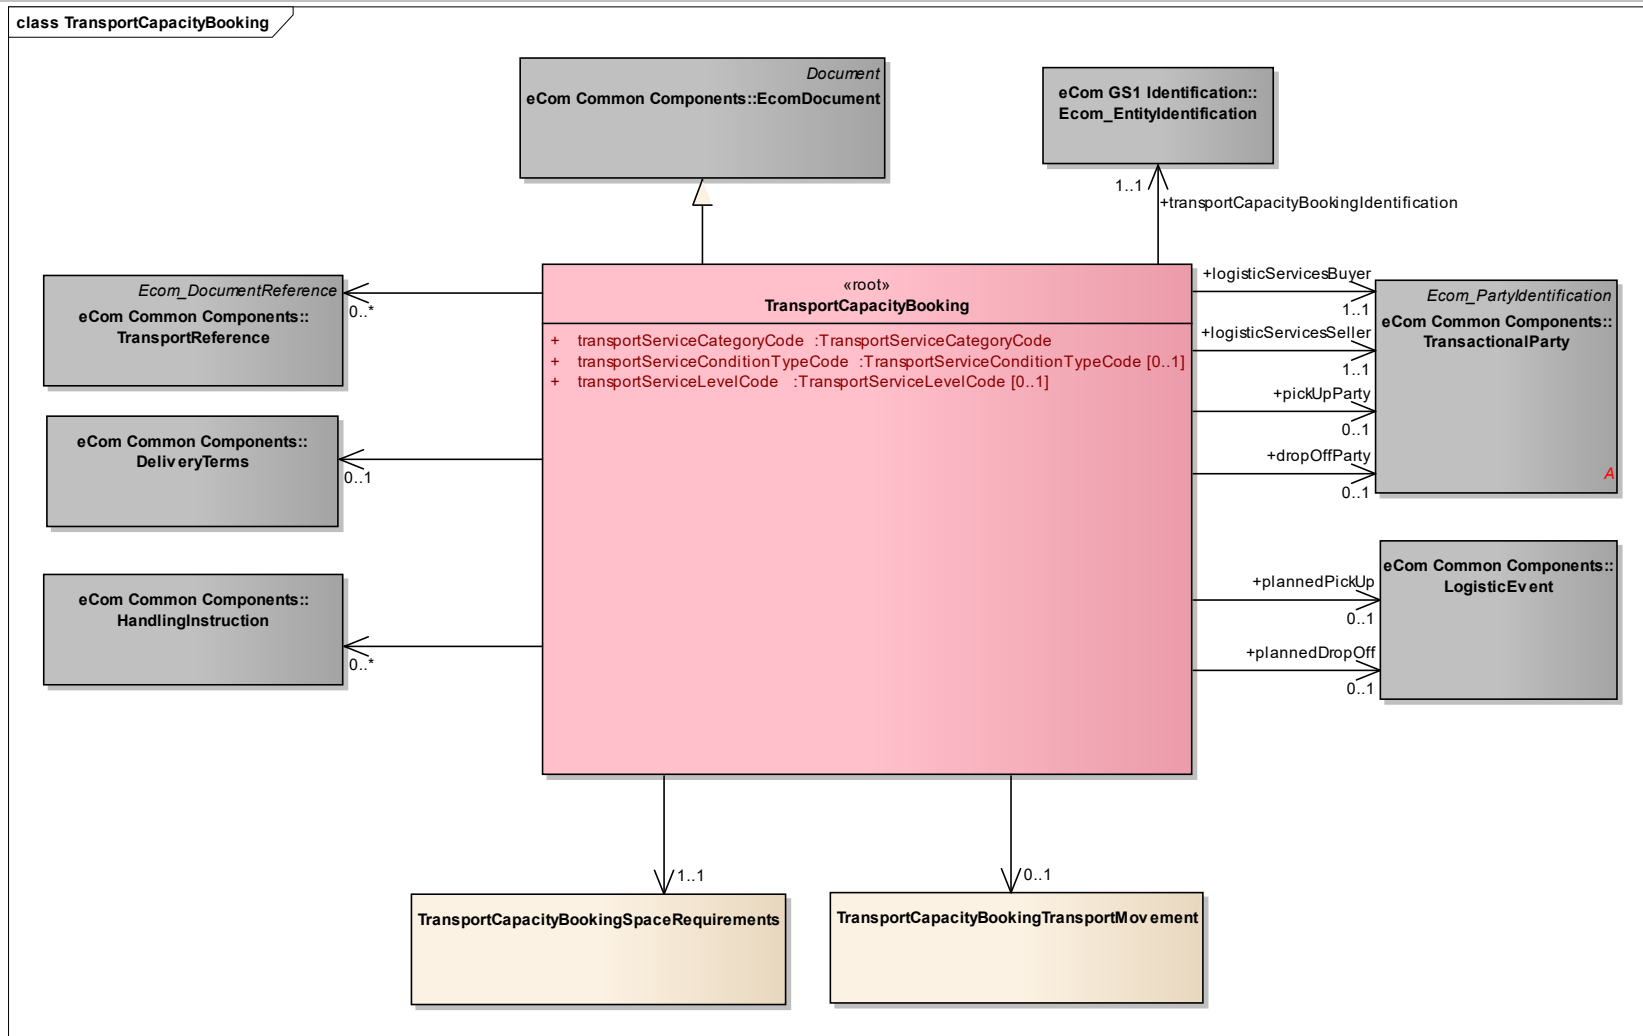 class TransportCapacityBooking
Document
eCom Common Components::EcomDocument
eCom GS1 Identification::
Ecom_EntityIdentification
1..1
+transportCapacityBookingIdentification
Ecom_DocumentReference
eCom Common Components::
TransportReference
0..*
eCom Common Components::
DeliveryTerms
0..1
eCom Common Components::
HandlingInstruction
0..*
«root»
TransportCapacityBooking
+ transportServiceCategoryCode :TransportServiceCategoryCode
+ transportServiceConditionTypeCode :TransportServiceConditionTypeCode [0..1]
+ transportServiceLevelCode :TransportServiceLevelCode [0..1]
+logisticServicesBuyer
1..1
+logisticServicesSeller
1..1
+pickUpParty
0..1
+dropOffParty
0..1
Ecom_PartyIdentification
eCom Common Components::
TransactionalParty
A
+plannedPickUp
0..1
+plannedDropOff
0..1
eCom Common Components::
LogisticEvent
1..1
TransportCapacityBookingSpaceRequirements
0..1
TransportCapacityBookingTransportMovement